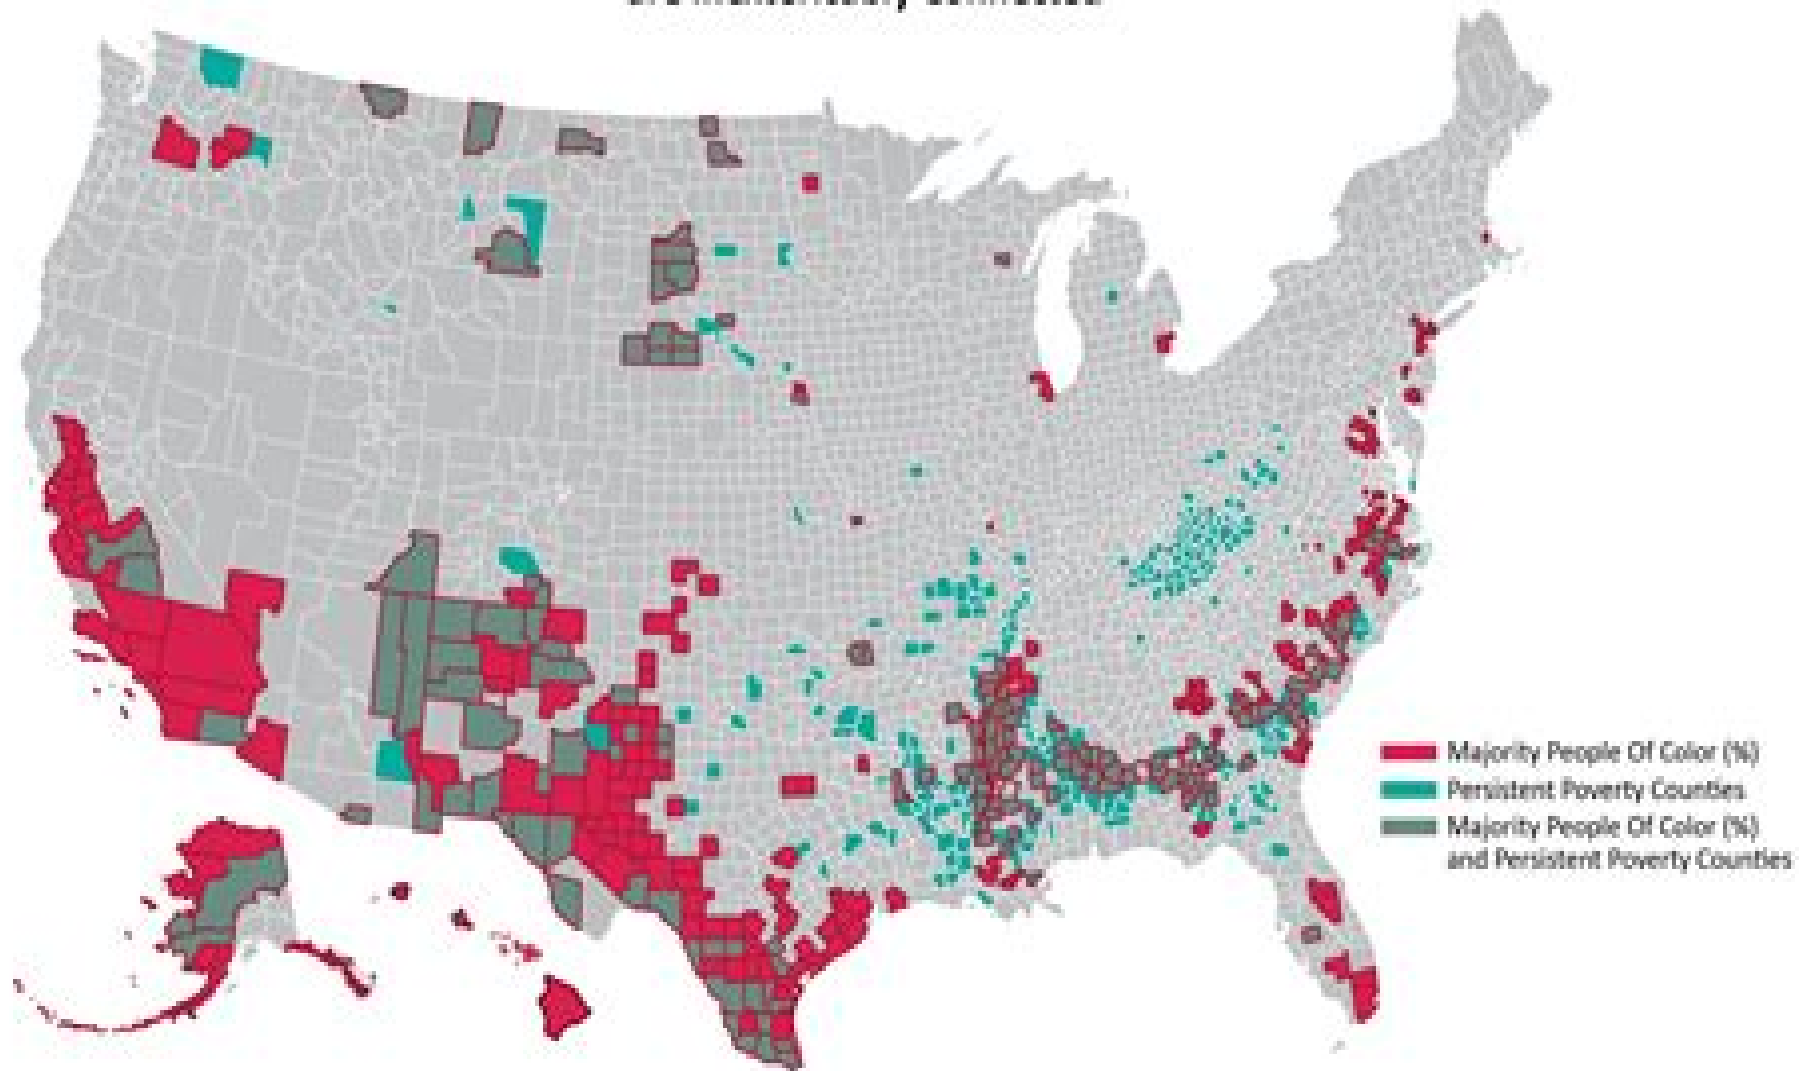 Majority People Of Color (%)
Persistent Poverty Counties
Majority People Of Color (%)
and Persistent Poverty Counties